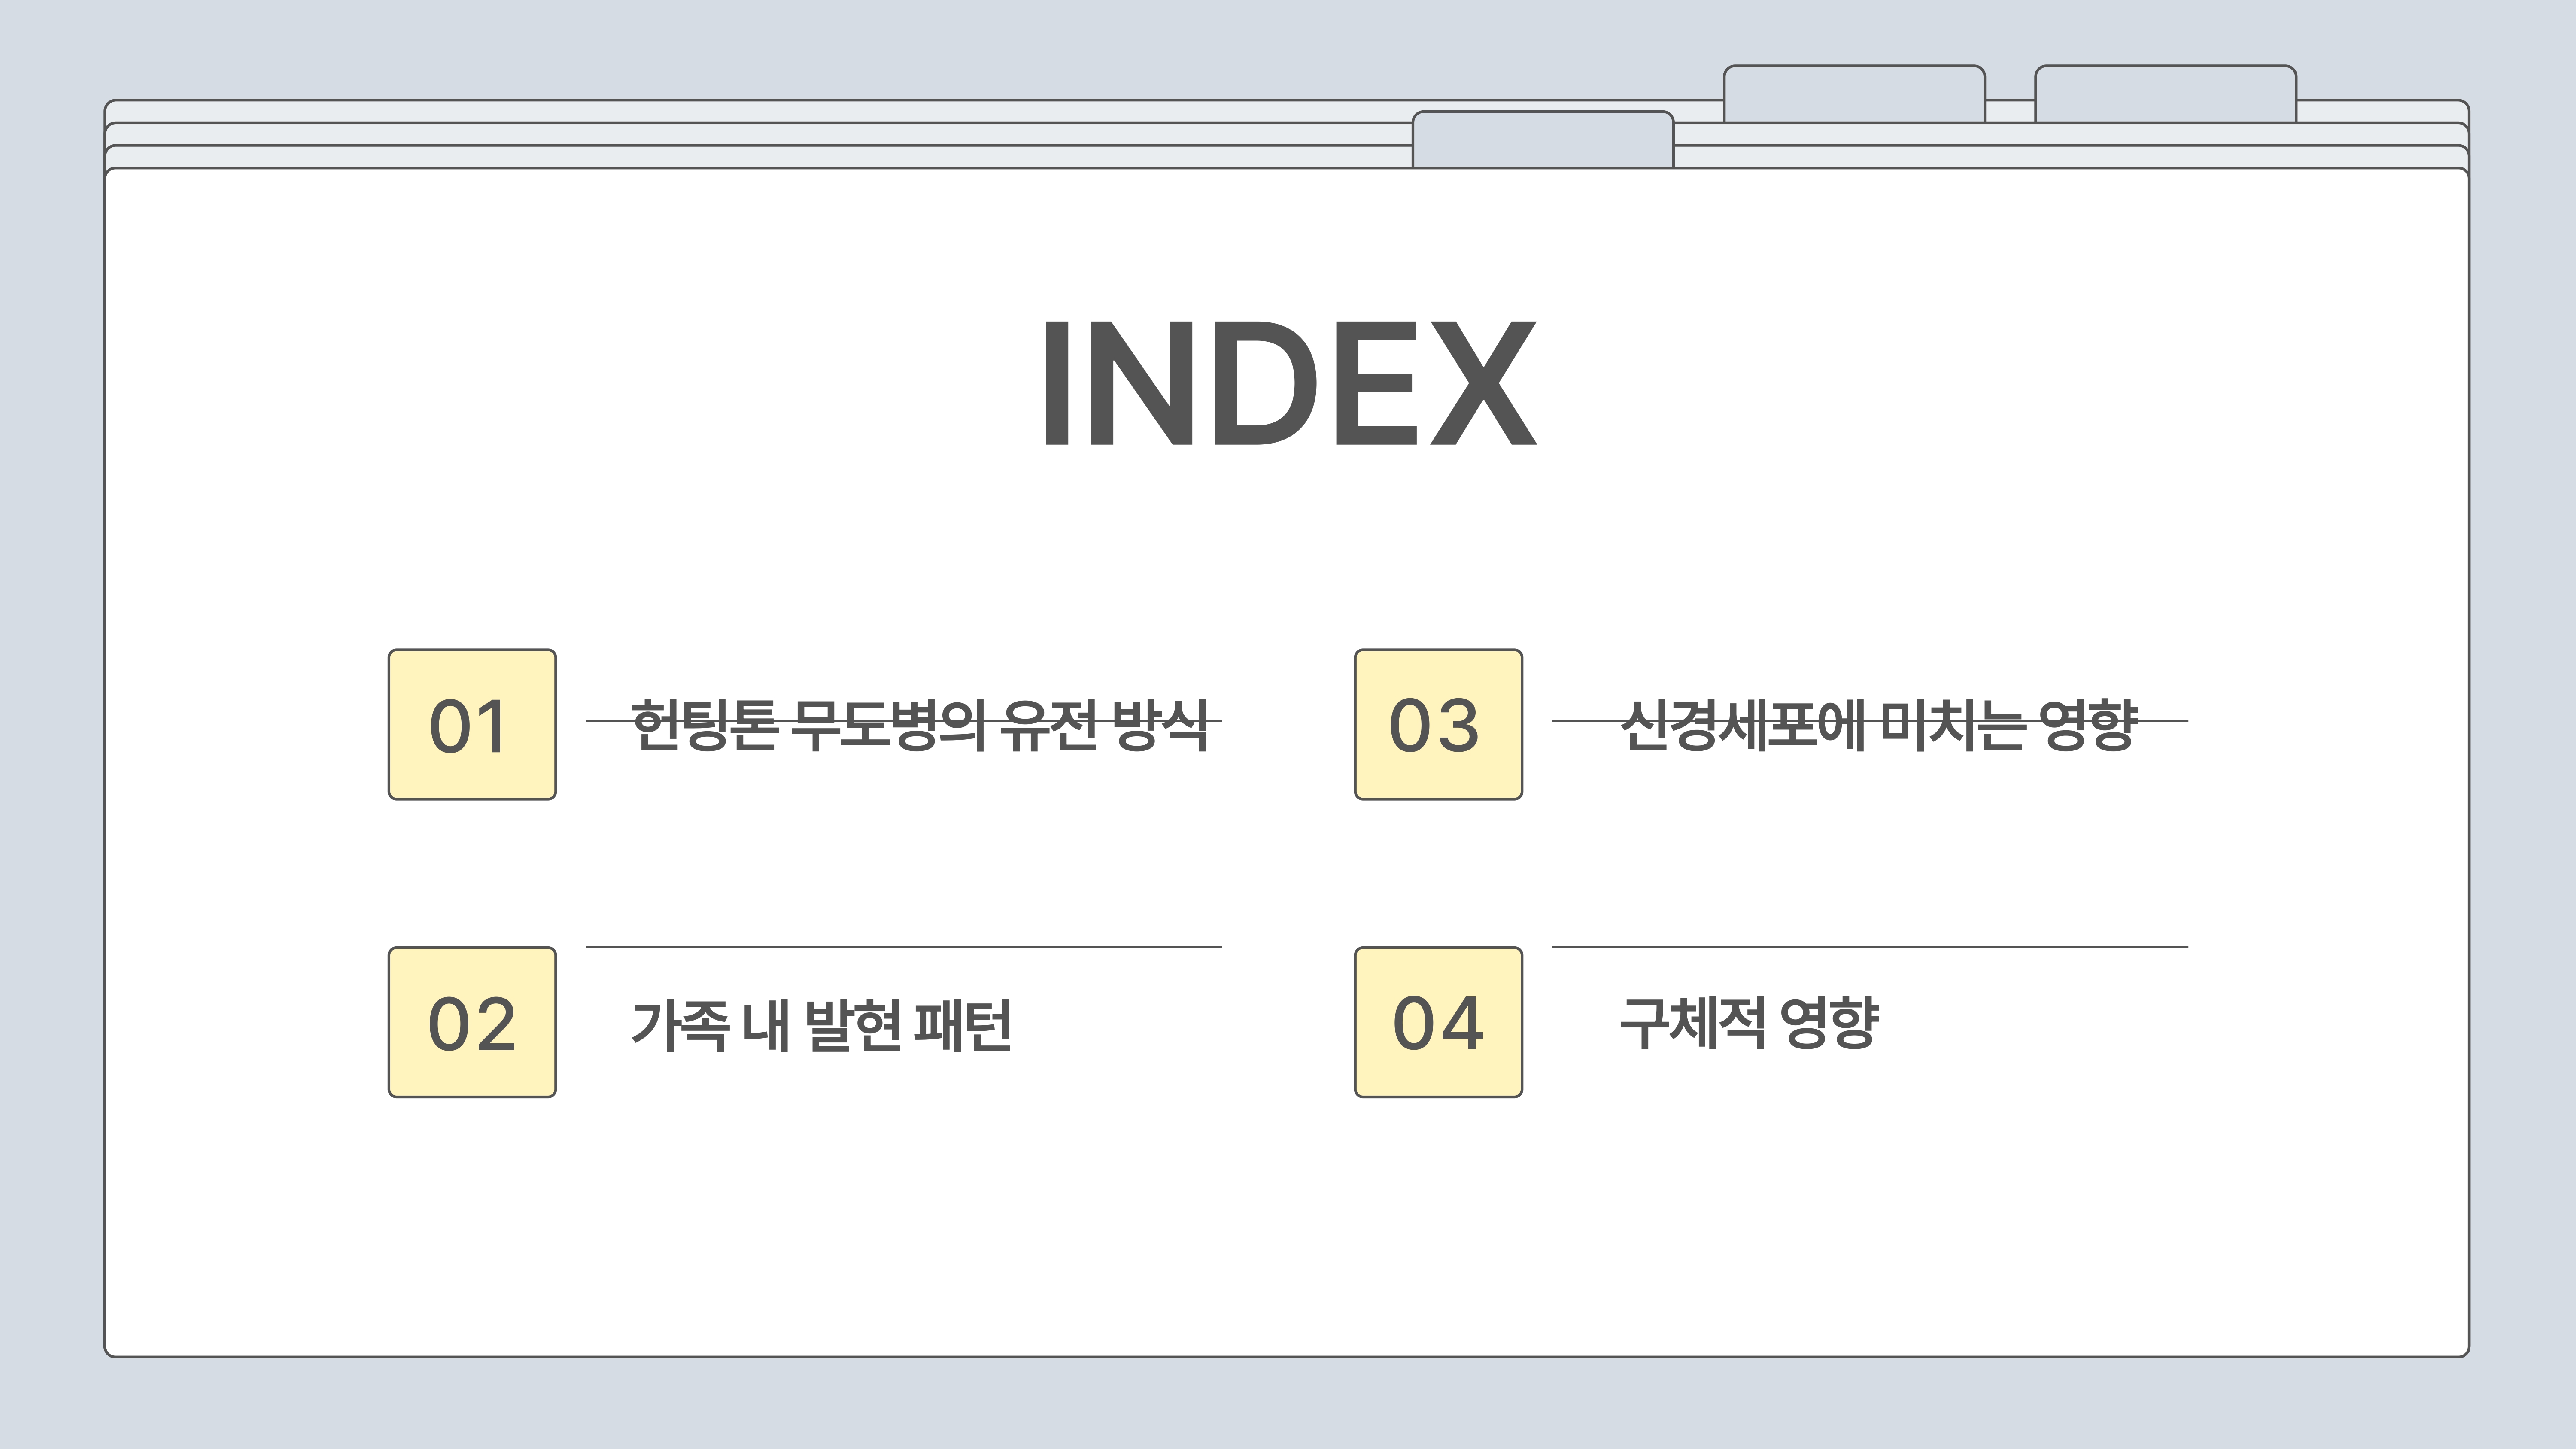 INDEX
01
헌팅톤 무도병의 유전 방식
02
가족 내 발현 패턴
03
신경세포에 미치는 영향
04
구체적 영향